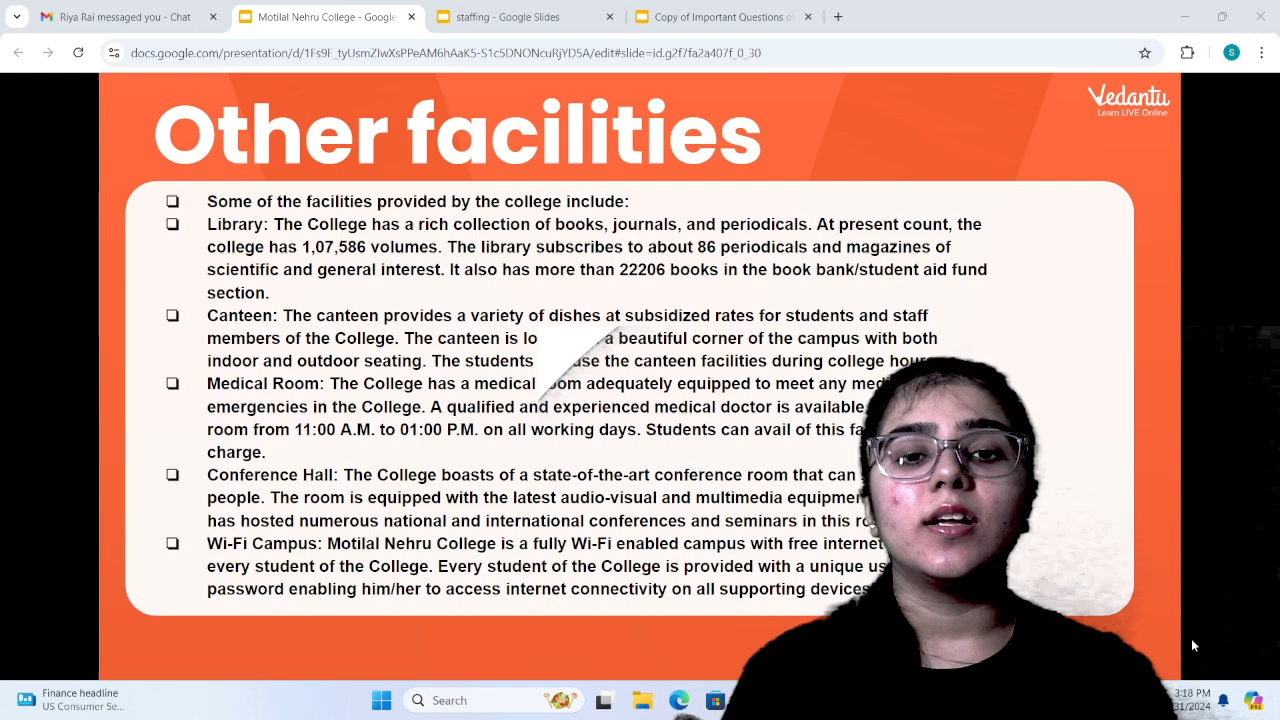 Riya Rai messaged you - Chat
Motilal Nehru College - Google
staffing - Google Slides
Copy of Important Questions of
docs.google.com/presentation/d/1Fs9F_tyUsmZlwXsPPeAM6hAaK5-S1c5DNONcuRjYD5A/edit#slide=id.g2f7fa2a407f_0_30
S
Vedantu
Learn LIVE Online
Other facilities
Some of the facilities provided by the college include:
Library: The College has a rich collection of books, journals, and periodicals. At present count, the
college has 1,07,586 volumes. The library subscribes to about 86 periodicals and magazines of
scientific and general interest. It also has more than 22206 books in the book bank/student aid fund
section.
Canteen: The canteen provides a variety of dishes at subsidized rates for students and staff
members of the College. The canteen is a beautiful corner of the campus with both
indoor and outdoor seating. The students the canteen facilities during college
Medical Room: The College has a medical adequately equipped to meet any
emergencies in the College. A qualified and experienced medical doctor is available
room from 11:00 A.M. to 01:00 P.M. on all working days. Students can avail of this
charge.
Conference Hall: The College boasts of a state-of-the-art conference room that can
people. The room is equipped with the latest audio-visual and multimedia
has hosted numerous national and international conferences and seminars in this
Wi-Fi Campus: Motilal Nehru College is a fully Wi-Fi enabled campus with free internet
every student of the College. Every student of the College is provided with a unique
password enabling him/her to access internet connectivity on all supporting devices
Finance headline
US Consumer Se...
Search
3:18 PM
31/2024
PRE